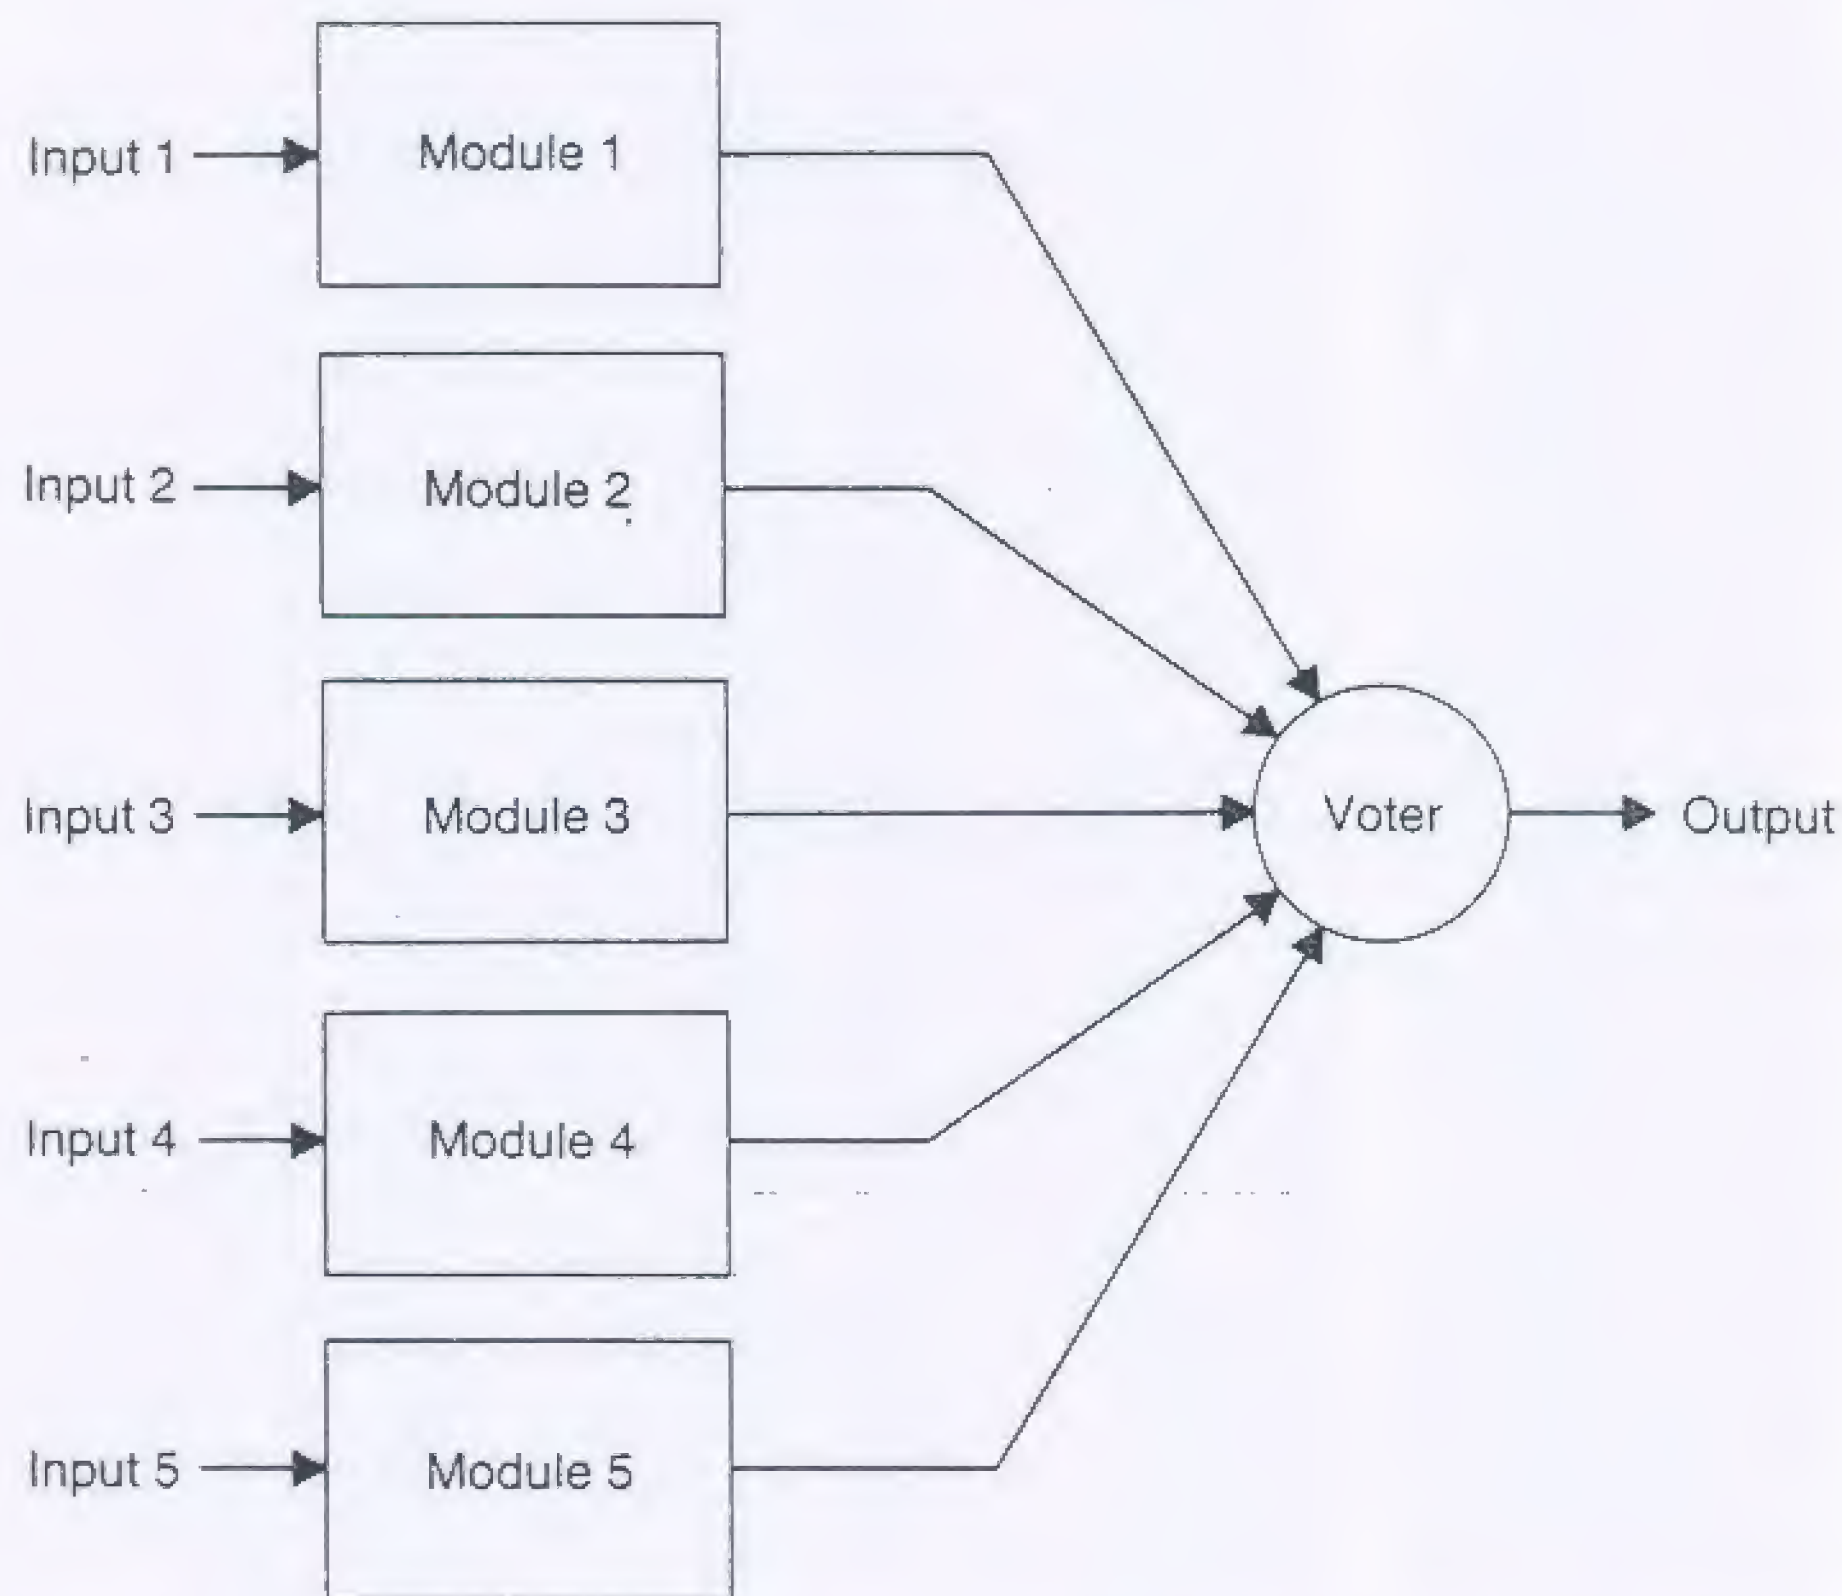 Input 1 Module 1
Input 2 Module 2
Input 3 Module 3 Voter Output
Input 4 Module 4
Input 5 Module 5